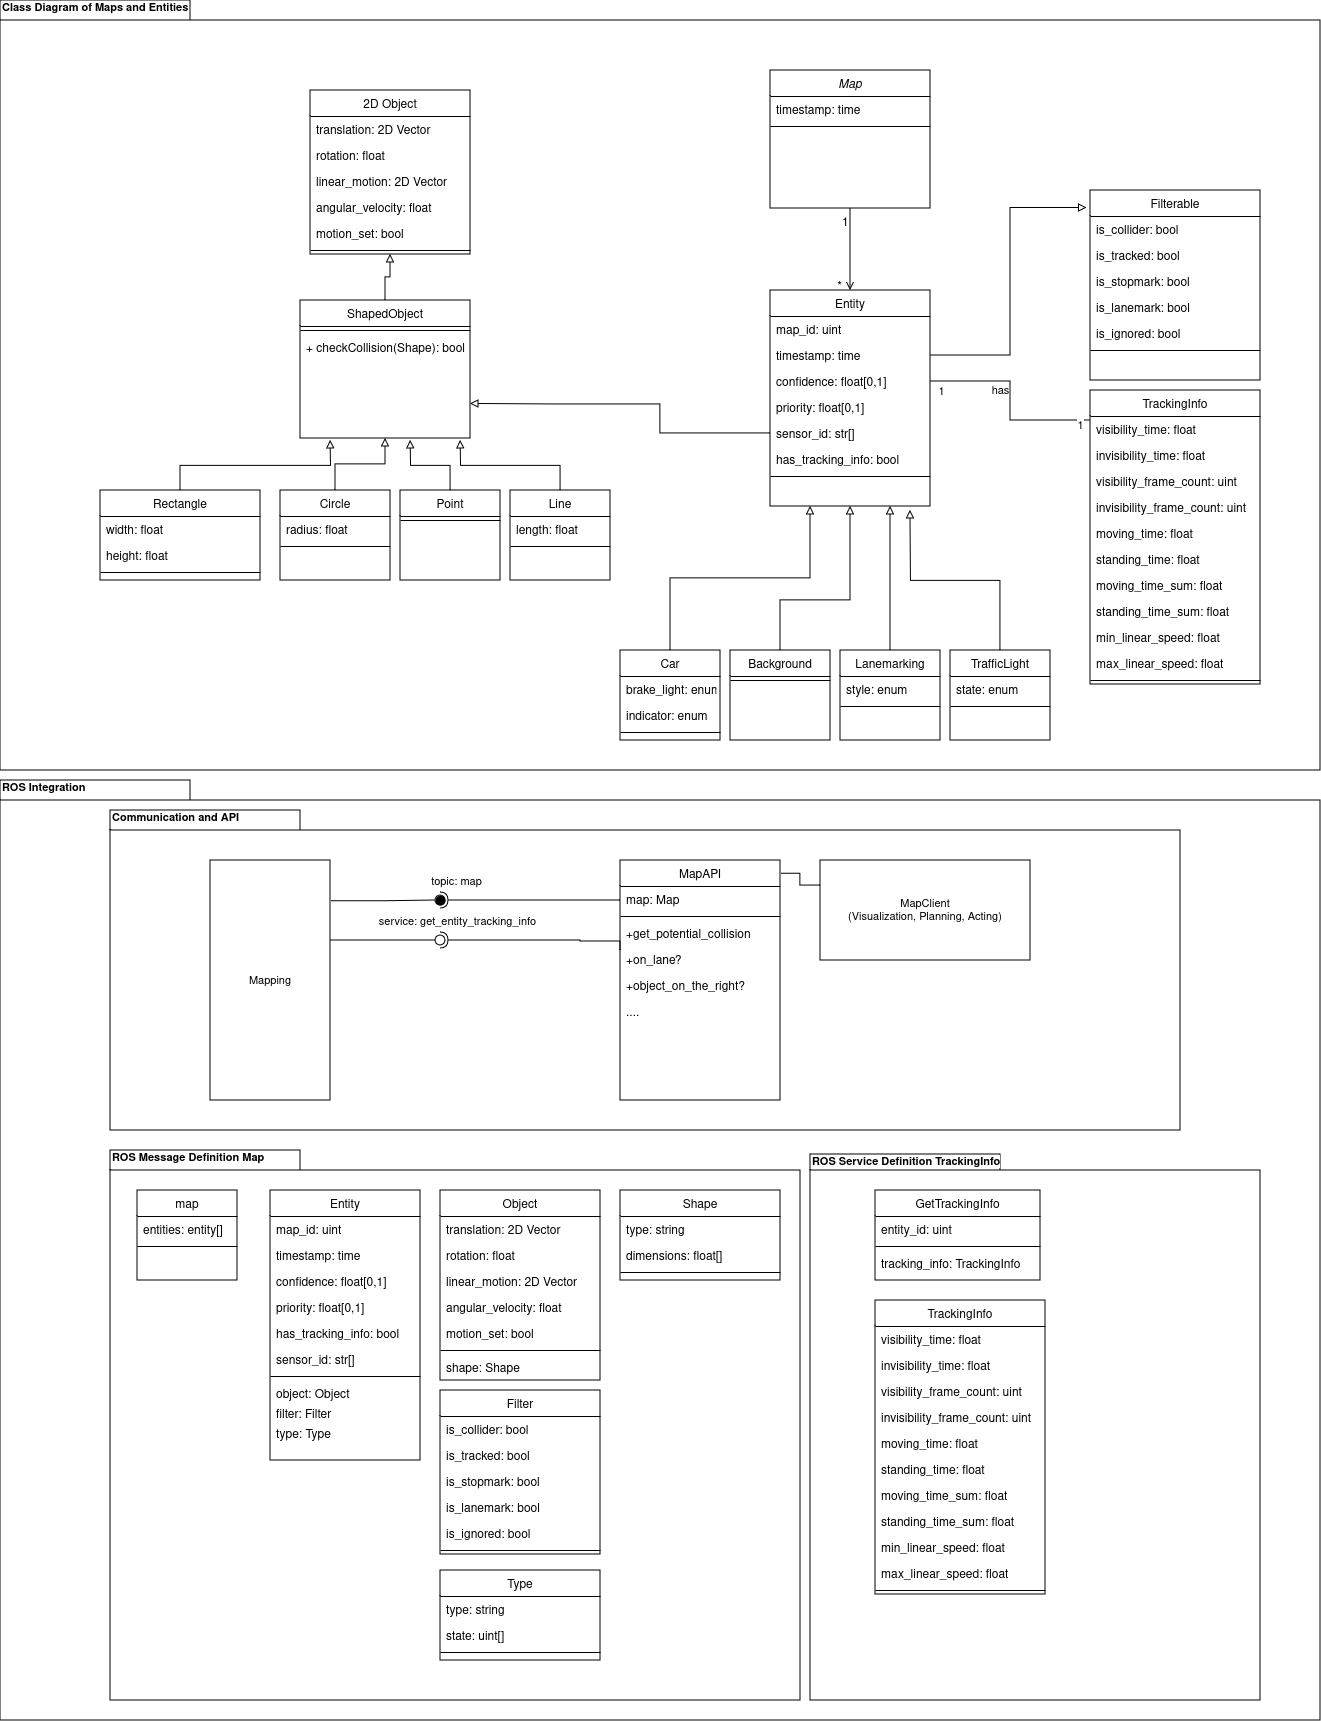 Class Diagram of Maps and Entities
2D Object
translation: 2D Vector
rotation: float
linear_motion: 2D Vector
angular_velocity: float
motion_set: bool
Map
timestamp: time
1
*
Filterable
is_collider: bool
is_tracked: bool
is_stopmark: bool
is_lanemark: bool
is_ignored: bool
ShapedObject
+ checkCollision(Shape): bool
Entity
map_id: uint
timestamp: time
confidence: float[0,1]
priority: float[0,1]
sensor_id: str[]
has_tracking_info: bool
1
has
1
TrackingInfo
visibility_time: float
invisibility_time: float
visibility_frame_count: uint
invisibility_frame_count: uint
moving_time: float
standing_time: float
moving_time_sum: float
standing_time_sum: float
min_linear_speed: float
max_linear_speed: float
Rectangle
width: float
height: float
Circle
radius: float
Point
Line
length: float
Car
brake_light: enum
indicator: enum
Background
Lanemarking
style: enum
TrafficLight
state: enum
ROS Integration
Communication and API
Mapping
topic: map
service: get_entity_tracking_info
MapAPI
map: Map
+get_potential_collision
+on_lane?
+object_on_the_right?
....
MapClient
(Visualization, Planning, Acting)
ROS Message Definition Map
map
entities: entity[]
Entity
map_id: uint
timestamp: time
confidence: float[0,1]
priority: float[0,1]
has_tracking_info: bool
sensor_id: str[]
object: Object
filter: Filter
type: Type
Object
translation: 2D Vector
rotation: float
linear_motion: 2D Vector
angular_velocity: float
motion_set: bool
shape: Shape
Shape
type: string
dimensions: float[]
Filter
is_collider: bool
is_tracked: bool
is_stopmark: bool
is_lanemark: bool
is_ignored: bool
Type
type: string
state: uint[]
ROS Service Definition TrackingInfo
GetTrackingInfo
entity_id: uint
tracking_info: TrackingInfo
TrackingInfo
visibility_time: float
invisibility_time: float
visibility_frame_count: uint
invisibility_frame_count: uint
moving_time: float
standing_time: float
moving_time_sum: float
standing_time_sum: float
min_linear_speed: float
max_linear_speed: float